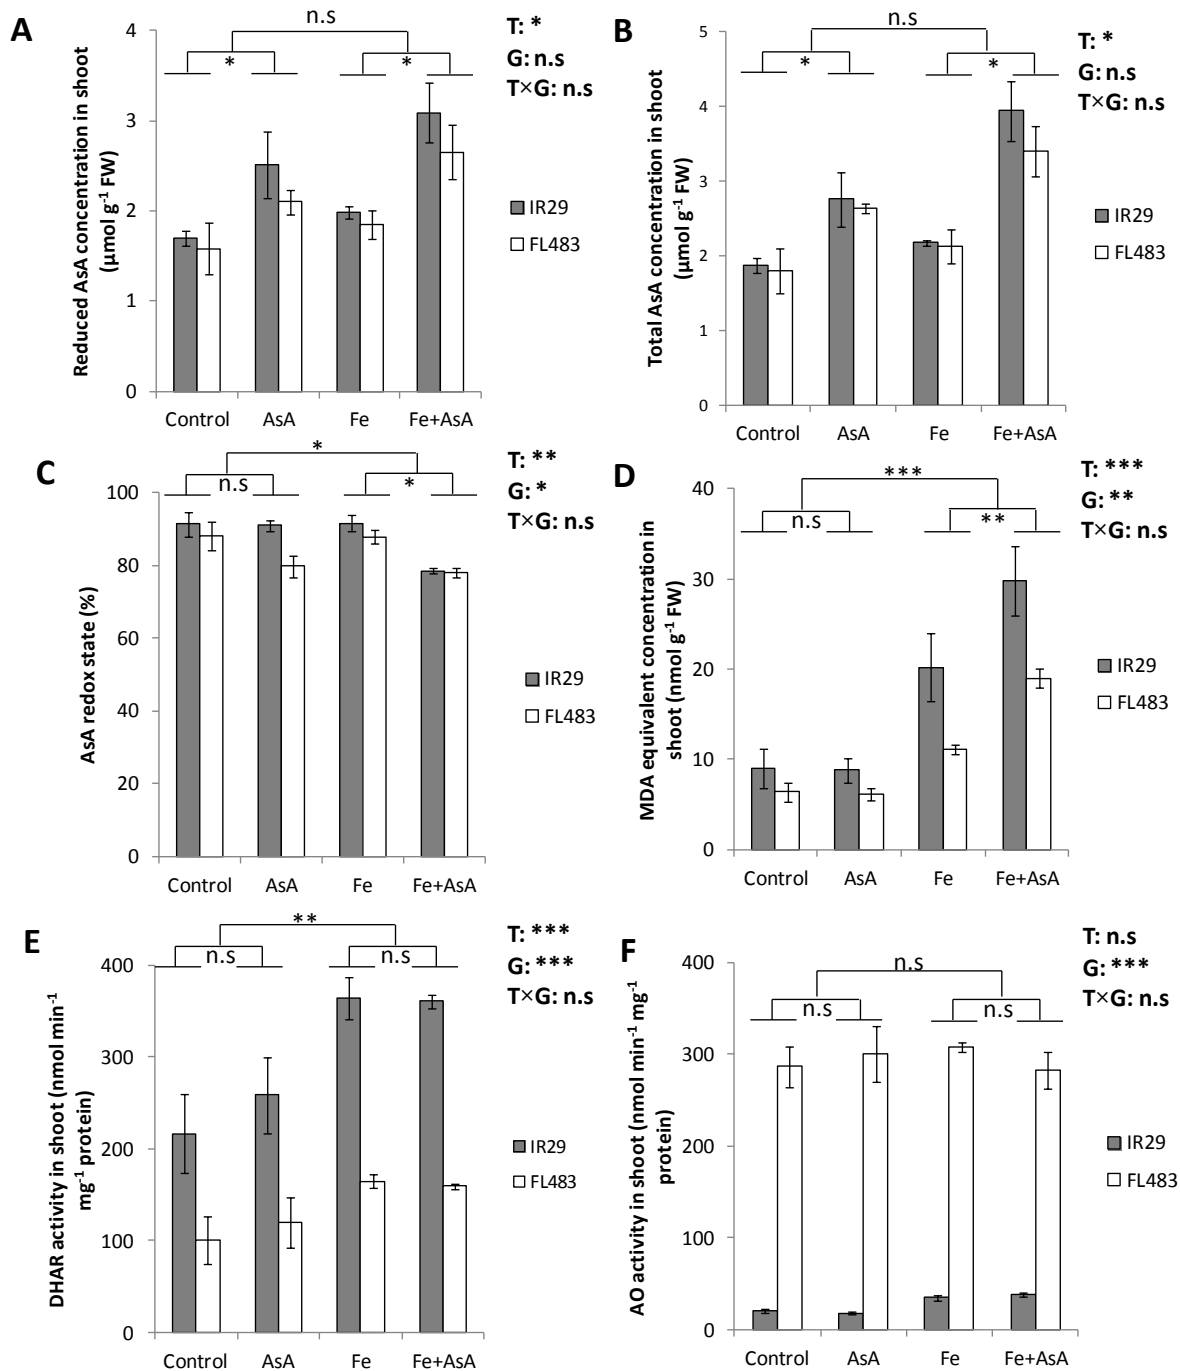 A
n.s
T: *
G: n.s
T×G: n.s
*
*
Reduced AsA concentration in shoot
(µmol g-1 FW)
4
3
2
1
0
Control
AsA
Fe
Fe+AsA
IR29
FL483
B
n.s
T: *
G: n.s
T×G: n.s
*
*
Total AsA concentration in shoot
(µmol g-1 FW)
5
4
3
2
1
0
Control
AsA
Fe
Fe+AsA
IR29
FL483
C
*
T: **
G: *
T×G: n.s
n.s
*
AsA redox state (%)
100
80
60
40
20
0
Control
AsA
Fe
Fe+AsA
IR29
FL483
D
***
T: ***
G: **
T×G: n.s
n.s
**
MDA equivalent concentration in
shoot (nmol g-1 FW)
40
30
20
10
0
Control
AsA
Fe
Fe+AsA
IR29
FL483
E
**
T: ***
G: ***
T×G: n.s
n.s
n.s
DHAR activity in shoot (nmol min-1
mg-1 protein)
400
300
200
100
0
Control
AsA
Fe
Fe+AsA
IR29
FL483
F
n.s
T: n.s
G: ***
T×G: n.s
n.s
n.s
AO activity in shoot (nmol min-1 mg-1
protein)
400
300
200
100
0
Control
AsA
Fe
Fe+AsA
IR29
FL483